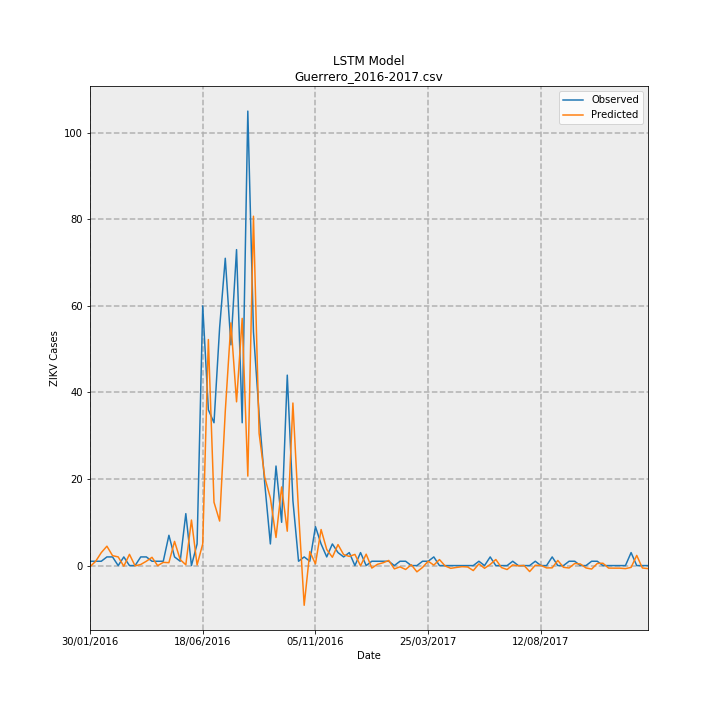 LSTM Model
Guerrero_2016-2017.csv
Observed
Predicted
ZIKV Cases
100
80
60
40
20
0
30/01/2016
18/06/2016
05/11/2016
25/03/2017
12/08/2017
Date